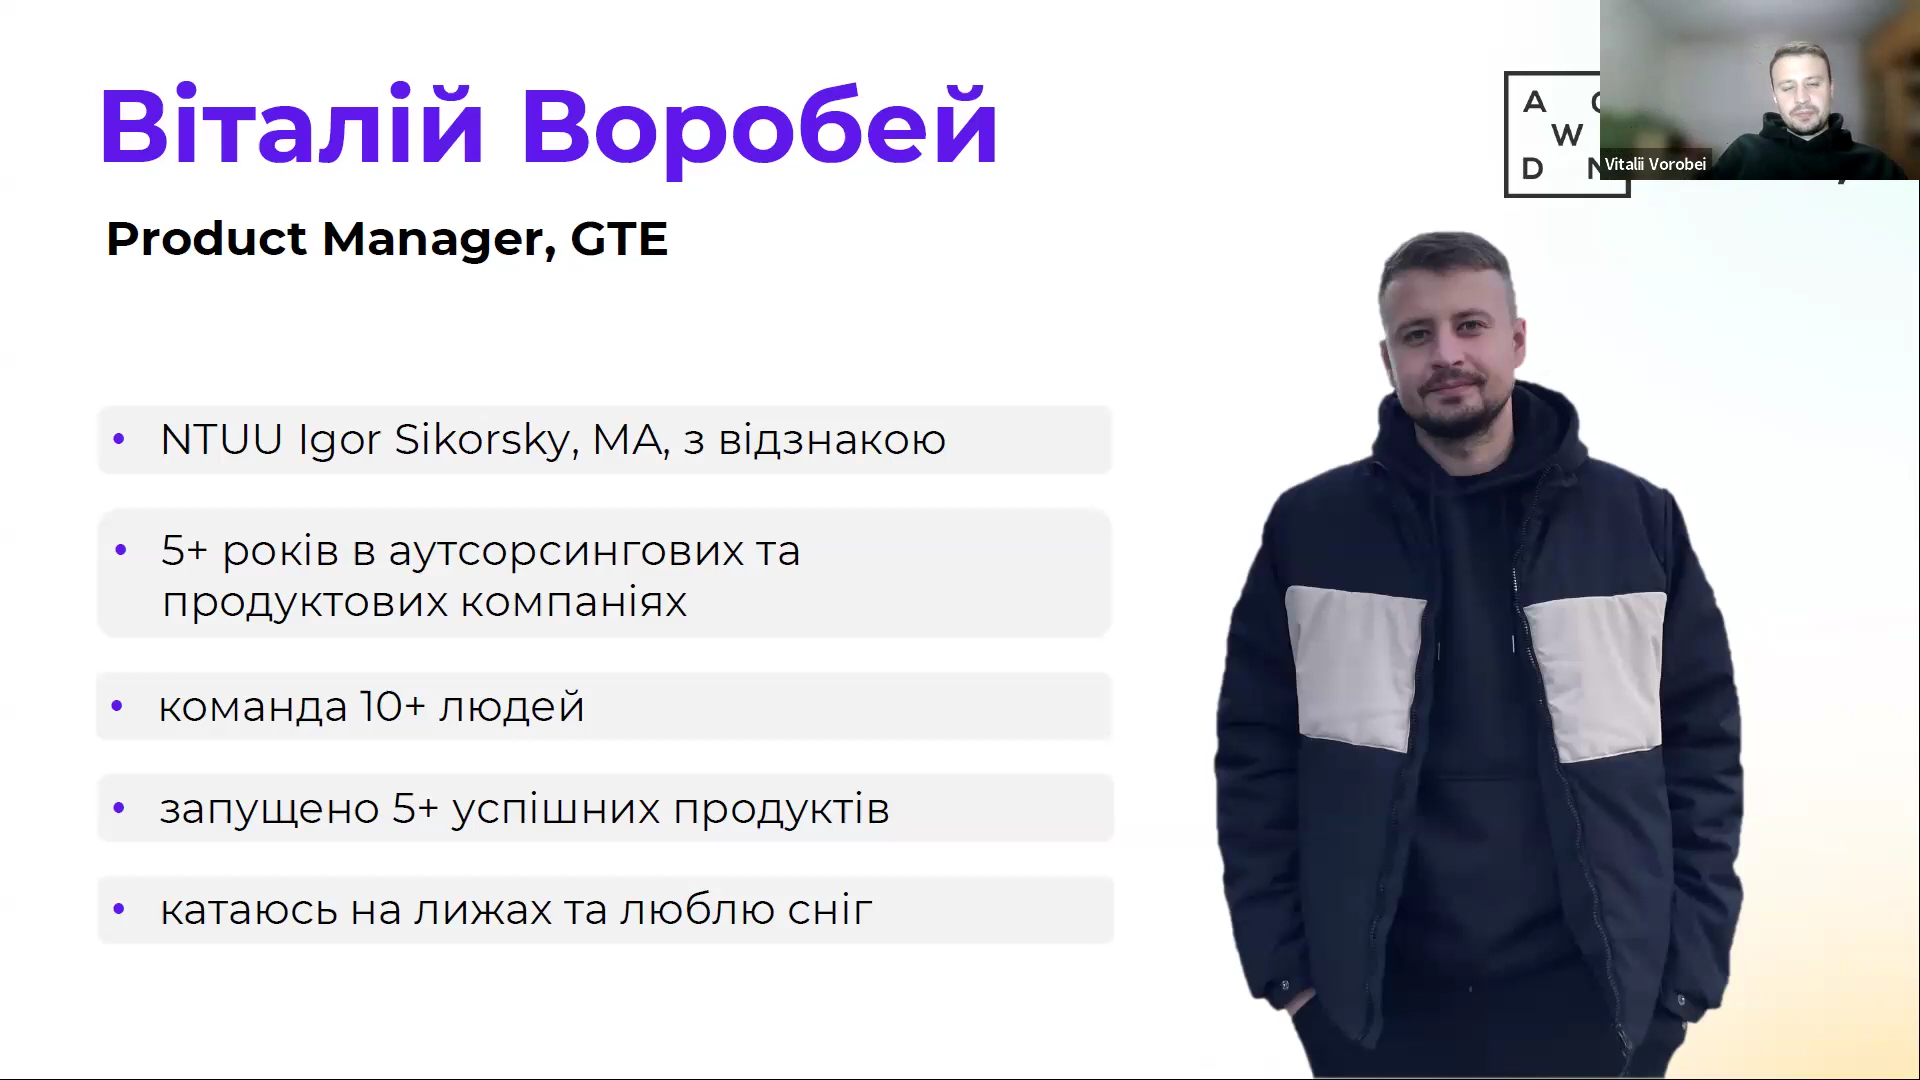 Віталій Воробей
Product Manager, GTE
NTUU Igor Sikorsky, MA, з відзнакою
5+ років в аутсорсингових та
продуктових компаніях
команда 10+ людей
запущено 5+ успішних продуктів
катаюсь на лижах та люблю сніг
A
W
D N
Vitalii Vorobei